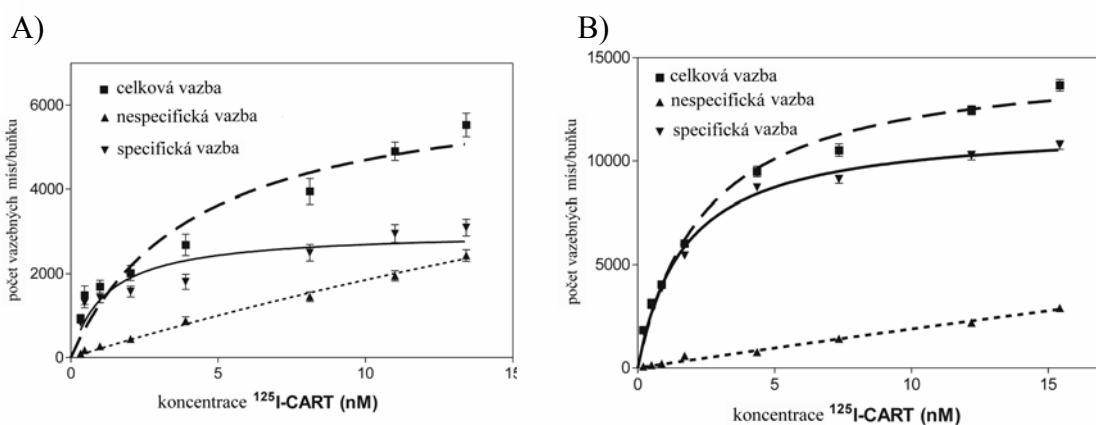 A)
počet vazebných míst/buňku
6000
4000
2000
0
celková vazba
nespecifická vazba
specifická vazba
0 5 10 15
koncentrace ¹²⁵I-CART (nM)
B)
počet vazebných míst/buňku
15000
10000
5000
0
celková vazba
nespecifická vazba
specifická vazba
0 5 10 15
koncentrace ¹²⁵I-CART (nM)